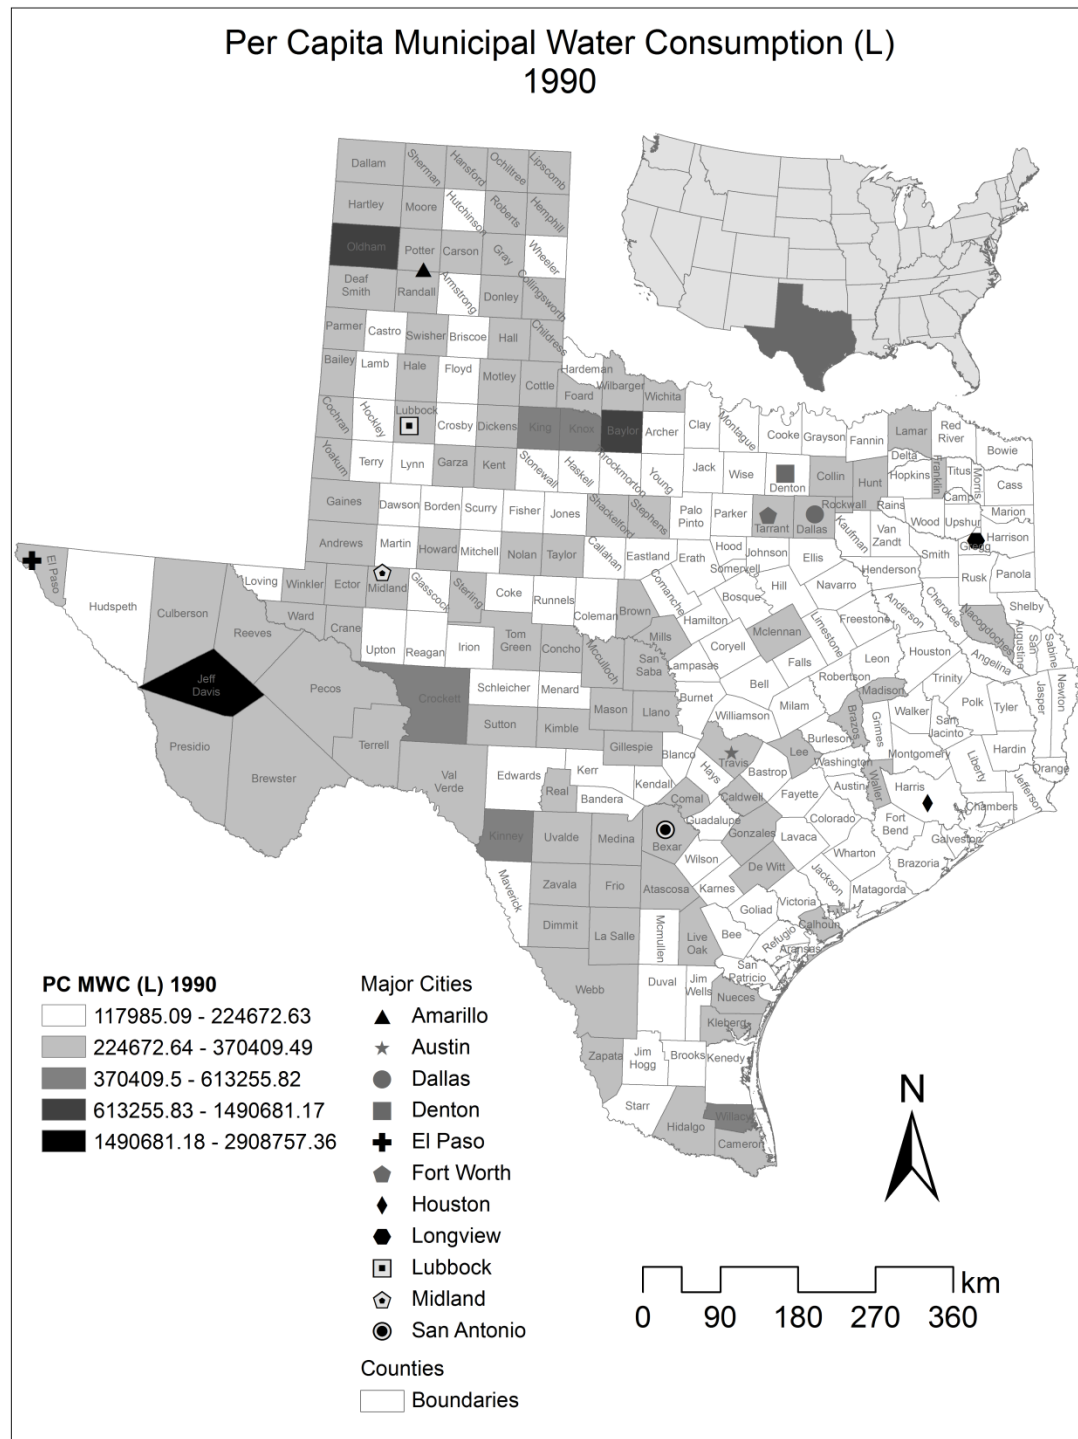 Per Capita Municipal Water Consumption (L)
1990
Dallam Sherman Hansford Ochiltree Lipscomb
Hartley Moore Hutchinson Roberts Hemphill
Oldham Potter Carson Gray Wheeler
Deaf Smith Randall Armstrong Donley Collingsworth
Parmer Castro Swisher Briscoe Hall Childress
Bailey Lamb Hale Floyd Motley Cottle Hardeman Foard Wilbarger Wichita
Cochran Hockley Lubbock Crosby Dickens King Knox Baylor Archer Clay Montague Cooke Grayson Fannin Lamar Red River Bowie
Delta Franklin Titus Morris Cass
Yoakum Terry Lynn Garza Kent Stonewall Haskell Throckmorton Young Jack Wise Denton Collin Hunt Hopkins Camp Marion
Gaines Dawson Borden Scurry Fisher Jones Shackelford Stephens Palo Pinto Parker Tarrant Dallas Rockwall Kaufman Rains Van Zandt Wood Upshur Harrison
Gregg Smith
Andrews Martin Howard Mitchell Nolan Taylor Callahan Eastland Erath Hood Somervell Johnson Ellis Henderson Rusk Panola
El Paso Hudspeth Culberson Loving Winkler Ector Midland Glasscock Sterling Coke Runnels Coleman Brown Comanche Hamilton Bosque Hill Navarro Anderson Cherokee Shelby
Nacogdoches San Augustine Sabine
Reeves Ward Crane Upton Reagan Irion Tom Green Concho Mcculloch Mills San Saba Lampasas Coryell Mclennan Limestone Freestone Leon Houston Angelina
Jeff Davis Pecos Crockett Schleicher Menard Mason Llano Burnet Bell Falls Robertson Madison Trinity Polk Tyler Jasper Newton
Presidio Brewster Terrell Val Verde Sutton Kimble Gillespie Blanco Williamson Milam Burleson Brazos Grimes Walker San Jacinto Hardin
Travis Lee Washington Montgomery Liberty Orange
Edwards Real Kerr Bandera Kendall Hays Bastrop Austin Waller Harris Chambers Jefferson
Comal Caldwell Fayette Colorado Fort Bend Galveston
Kinney Uvalde Medina Bexar Guadalupe Gonzales Lavaca Wharton Brazoria
Wilson De Witt Jackson Matagorda
Maverick Zavala Frio Atascosa Karnes Goliad Victoria Calhoun
Dimmit La Salle Mcmullen Live Oak Bee Refugio Aransas
San Patricio
Webb Duval Jim Wells Nueces
Kleberg
Zapata Jim Hogg Brooks Kenedy
Starr Hidalgo Willacy
Cameron
PC MWC (L) 1990
117985.09 - 224672.63
224672.64 - 370409.49
370409.5 - 613255.82
613255.83 - 1490681.17
1490681.18 - 2908757.36
Major Cities
Amarillo
Austin
Dallas
Denton
El Paso
Fort Worth
Houston
Longview
Lubbock
Midland
San Antonio
Counties
Boundaries
N
km
0 90 180 270 360